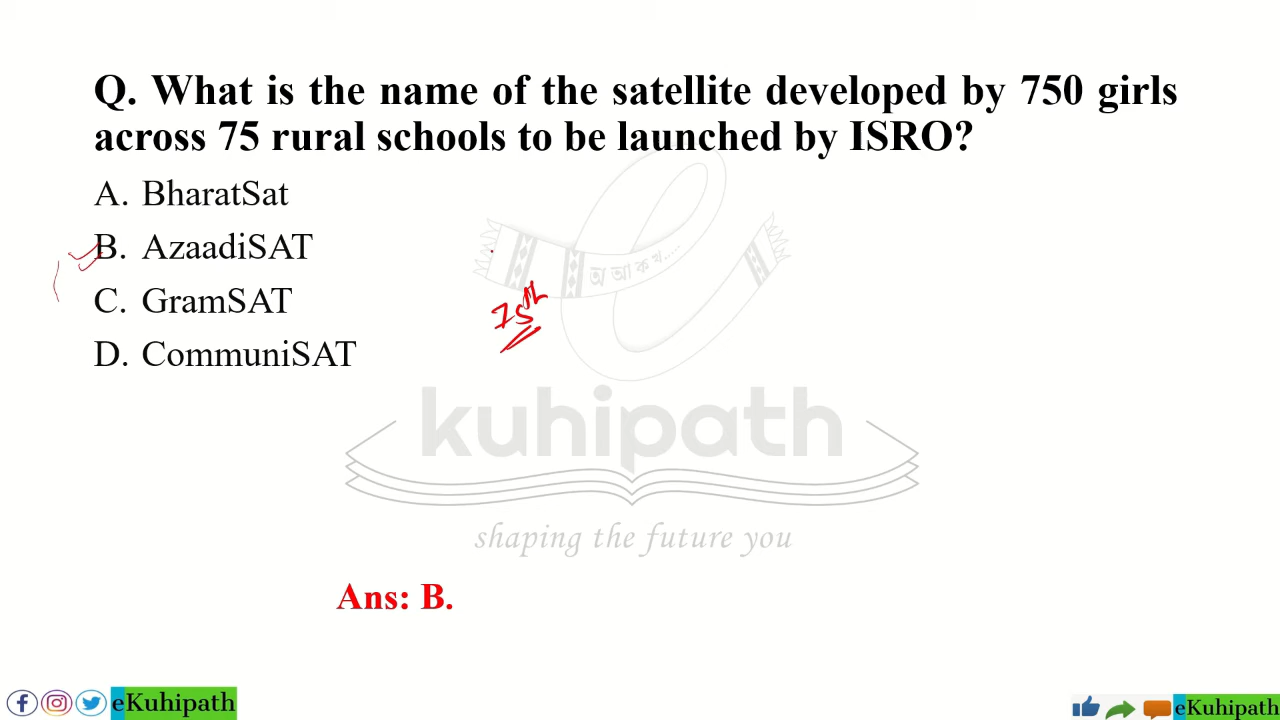 Q. What is the name of the satellite developed by 750 girls
across 75 rural schools to be launched by ISRO?
A. BharatSat
B. AzaadiSAT
C. GramSAT
D. CommuniSAT
অ আ ক খ.....
75th
kuhipath
shaping the future you
Ans: B.
eKuhipath
eKuhipath